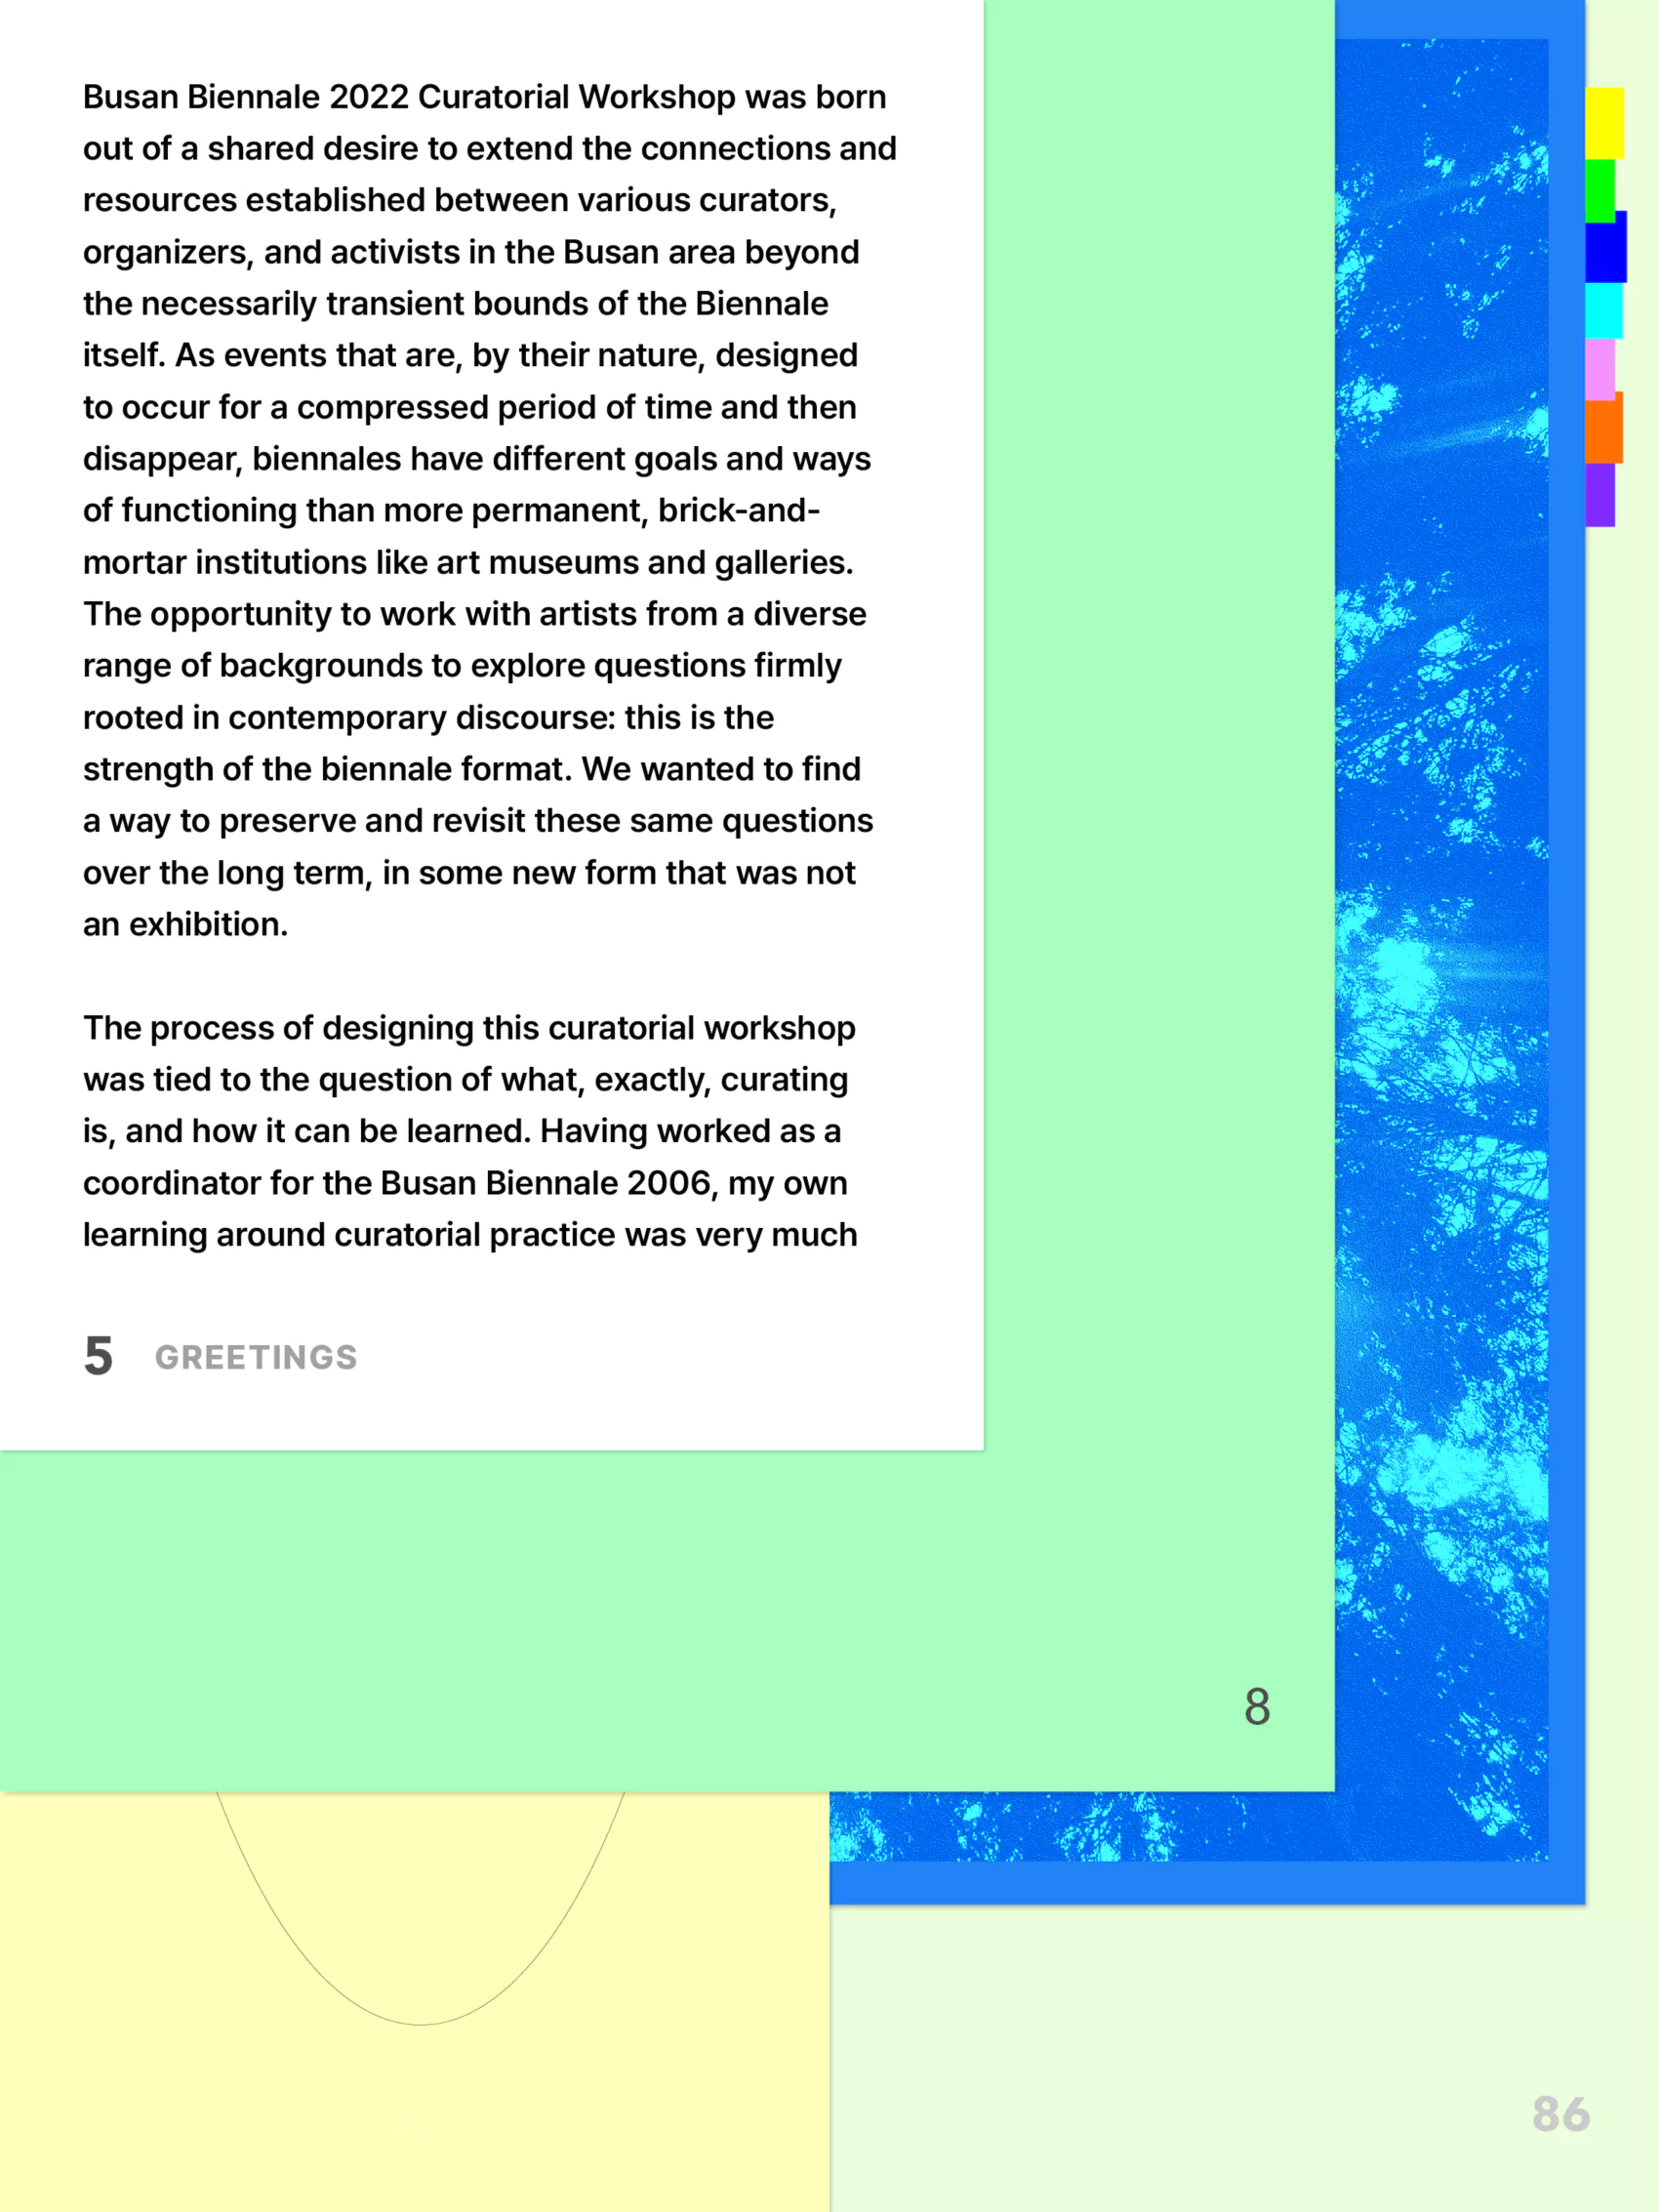 Busan Biennale 2022 Curatorial Workshop was born
out of a shared desire to extend the connections and
resources established between various curators,
organizers, and activists in the Busan area beyond
the necessarily transient bounds of the Biennale
itself. As events that are, by their nature, designed
to occur for a compressed period of time and then
disappear, biennales have different goals and ways
of functioning than more permanent, brick-and-
mortar institutions like art museums and galleries.
The opportunity to work with artists from a diverse
range of backgrounds to explore questions firmly
rooted in contemporary discourse: this is the
strength of the biennale format. We wanted to find
a way to preserve and revisit these same questions
over the long term, in some new form that was not
an exhibition.
The process of designing this curatorial workshop
was tied to the question of what, exactly, curating
is, and how it can be learned. Having worked as a
coordinator for the Busan Biennale 2006, my own
learning around curatorial practice was very much
5 GREETINGS
8
86